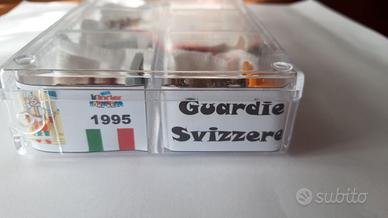 Kinder
1995
Guardie
Svizzere
subito